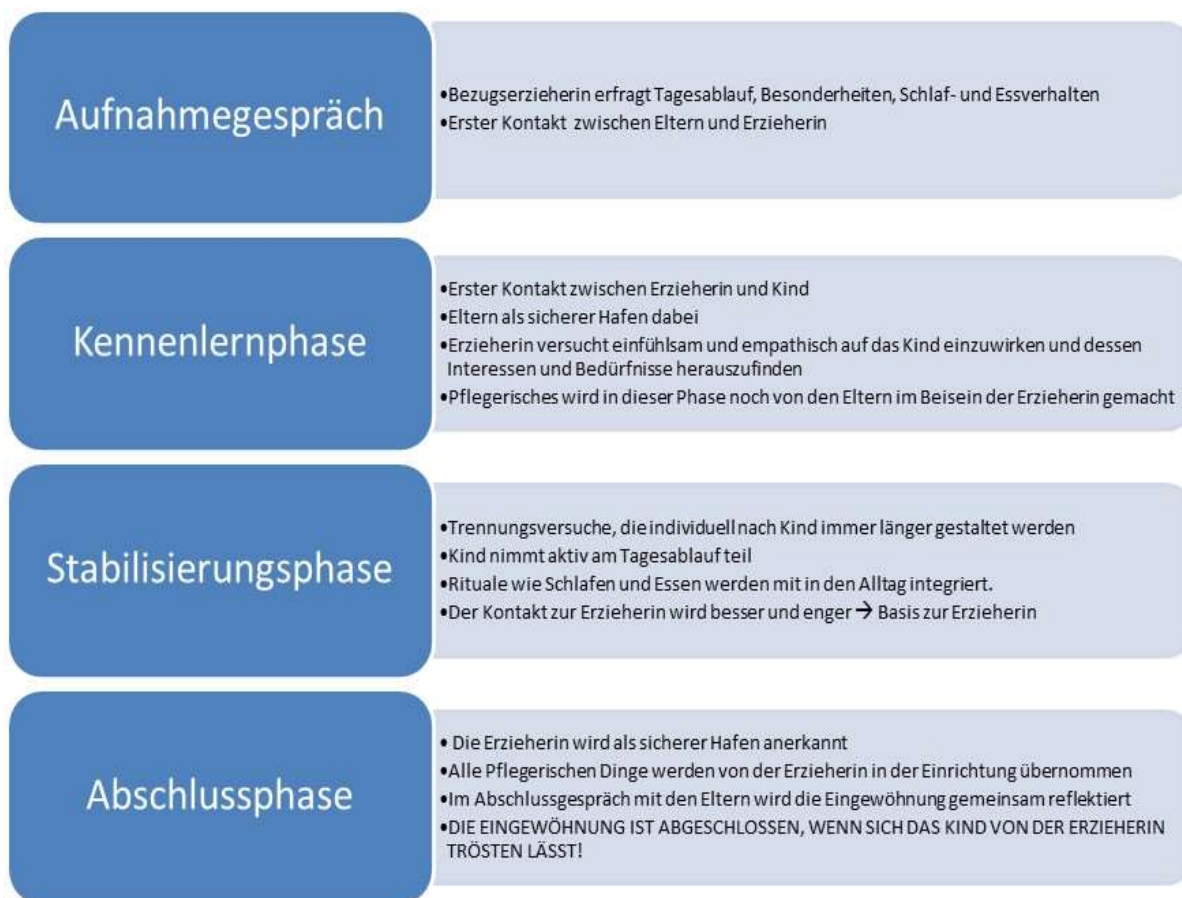 Aufnahmegespräch
•Bezugserzieherin erfragt Tagesablauf, Besonderheiten, Schlaf- und Essverhalten
•Erster Kontakt zwischen Eltern und Erzieherin
Kennenlernphase
•Erster Kontakt zwischen Erzieherin und Kind
•Eltern als sicherer Hafen dabei
•Erzieherin versucht einfühlsam und empathisch auf das Kind einzuwirken und dessen
Interessen und Bedürfnisse herauszufinden
•Pflegerisches wird in dieser Phase noch von den Eltern im Beisein der Erzieherin gemacht
Stabilisierungsphase
•Trennungsversuche, die individuell nach Kind immer länger gestaltet werden
•Kind nimmt aktiv am Tagesablauf teil
•Rituale wie Schlafen und Essen werden mit in den Alltag integriert.
•Der Kontakt zur Erzieherin wird besser und enger → Basis zur Erzieherin
Abschlussphase
• Die Erzieherin wird als sicherer Hafen anerkannt
•Alle Pflegerischen Dinge werden von der Erzieherin in der Einrichtung übernommen
•Im Abschlussgespräch mit den Eltern wird die Eingewöhnung gemeinsam reflektiert
•DIE EINGEWÖHNUNG IST ABGESCHLOSSEN, WENN SICH DAS KIND VON DER ERZIEHERIN
TRÖSTEN LÄSST!